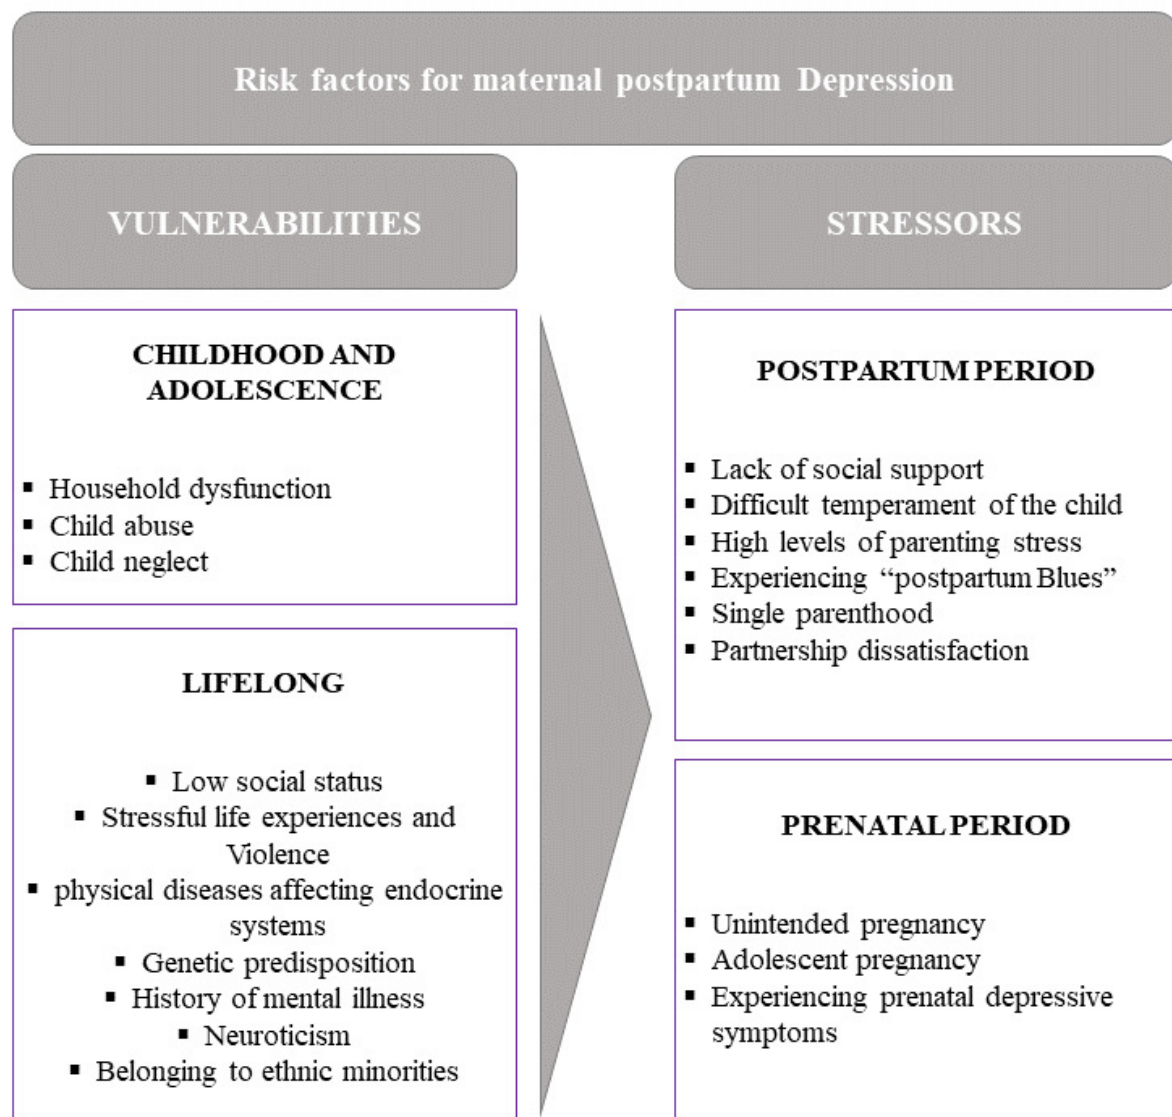 Risk factors for maternal postpartum Depression
VULNERABILITIES
CHILDHOOD AND
ADOLESCENCE
▪ Household dysfunction
▪ Child abuse
▪ Child neglect
LIFELONG
▪ Low social status
▪ Stressful life experiences and
Violence
▪ physical diseases affecting endocrine
systems
▪ Genetic predisposition
▪ History of mental illness
▪ Neuroticism
▪ Belonging to ethnic minorities
STRESSORS
POSTPARTUM PERIOD
▪ Lack of social support
▪ Difficult temperament of the child
▪ High levels of parenting stress
▪ Experiencing “postpartum Blues”
▪ Single parenthood
▪ Partnership dissatisfaction
PRENATAL PERIOD
▪ Unintended pregnancy
▪ Adolescent pregnancy
▪ Experiencing prenatal depressive
symptoms